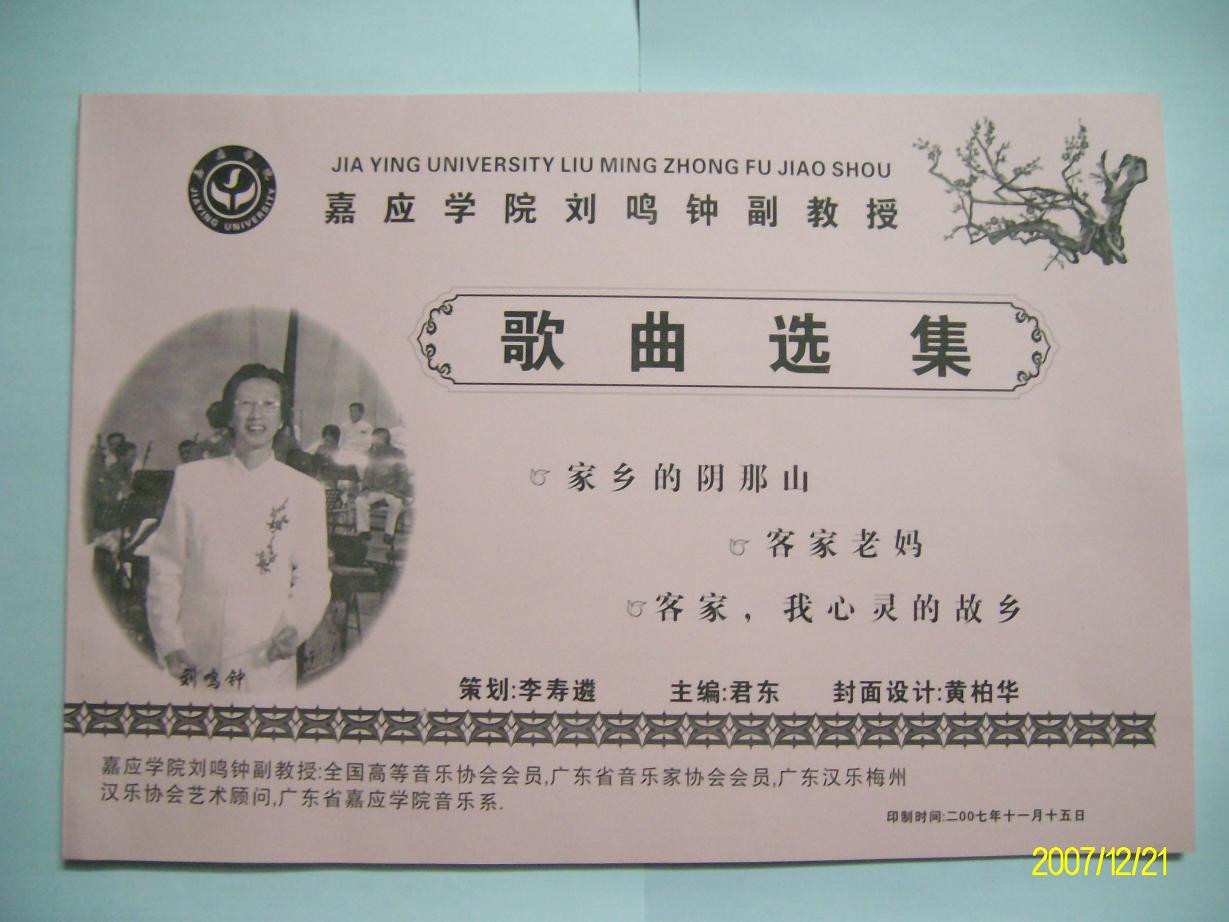 嘉应学院
JIAYING UNIVERSITY
JIA YING UNIVERSITY LIU MING ZHONG FU JIAO SHOU
嘉应学院刘鸣钟副教授
歌曲选集
家乡的阴那山
客家老妈
客家，我心灵的故乡
刘鸣钟
策划:李寿遴 主编:君东 封面设计:黄柏华
嘉应学院刘鸣钟副教授:全国高等音乐协会会员,广东省音乐家协会会员,广东汉乐梅州
汉乐协会艺术顾问,广东省嘉应学院音乐系.
印制时间:二00七年十一月十五日
2007/12/21